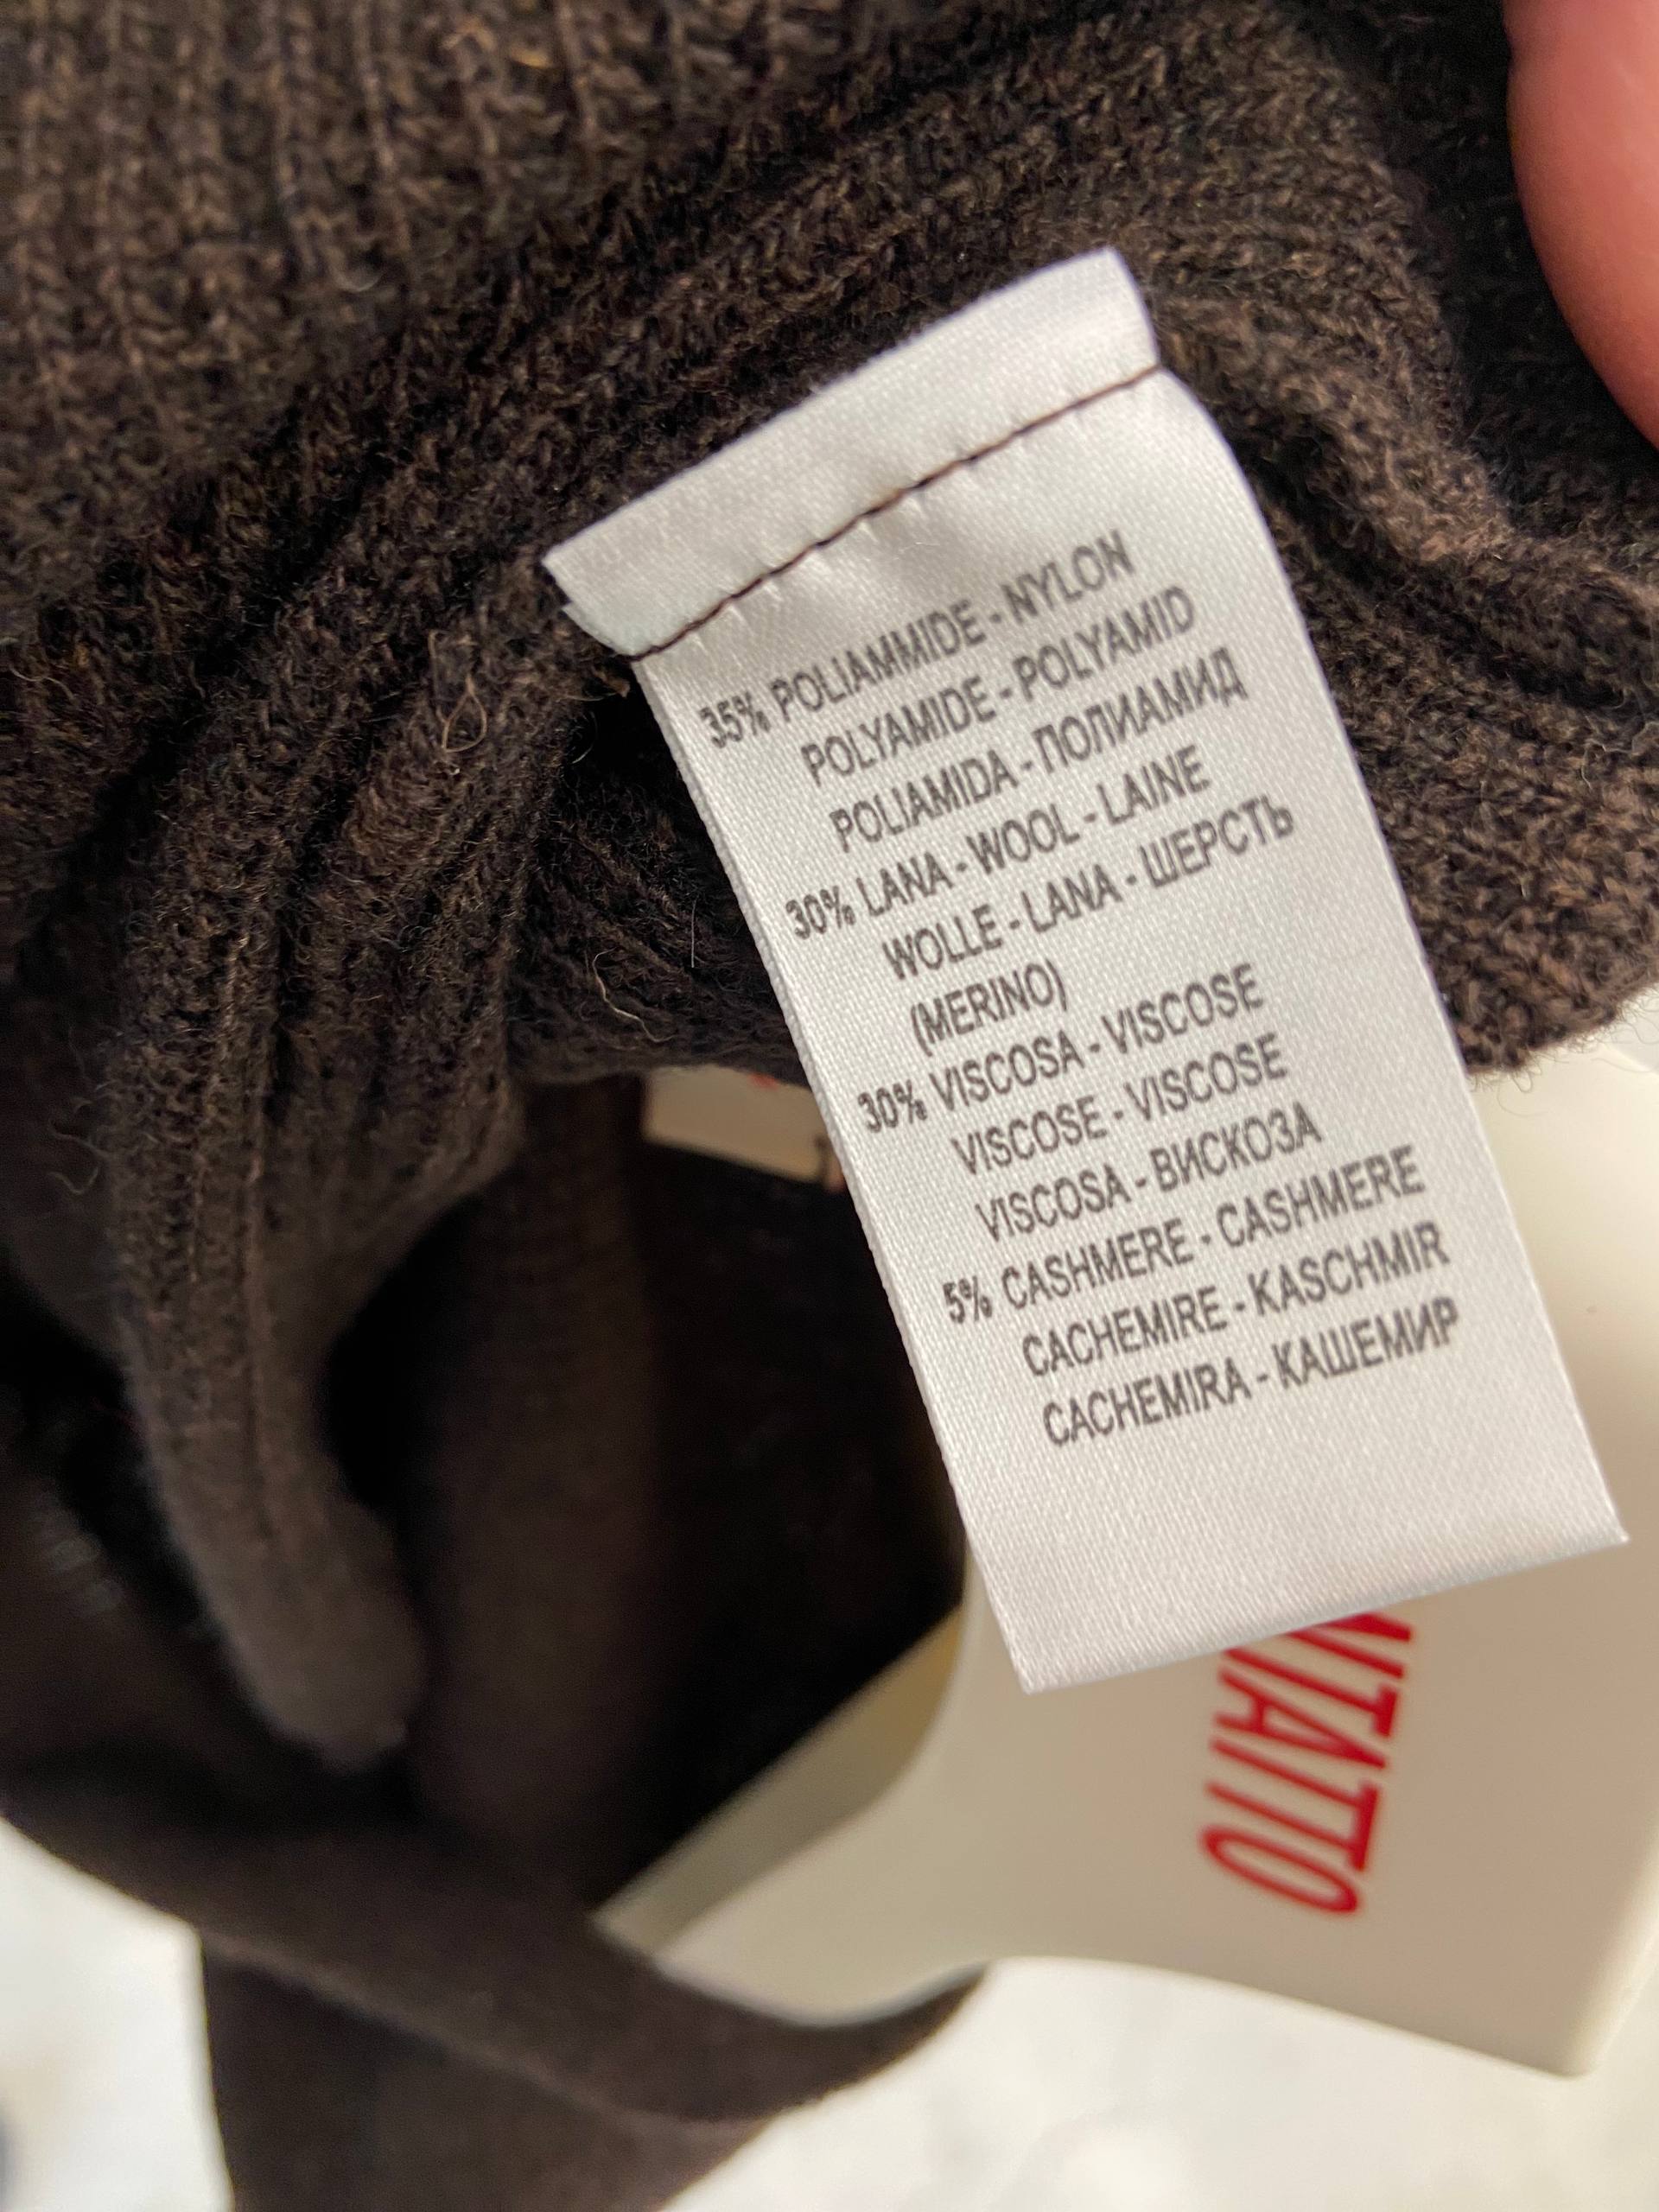 35% POLIAMMIDE - NYLON
POLYAMIDE - POLYAMID
POLIAMIDA - ПОЛИАМИД
30% LANA - WOOL - LAINE
WOLLE - LANA - ШЕРСТЬ
(MERINO)
30% VISCOSA - VISCOSE
VISCOSE - VISCOSE
VISCOSA - ВИСКОЗА
5% CASHMERE - CASHMERE
CACHEMIRE - KASCHMIR
CACHEMIRA - КАШЕМИР